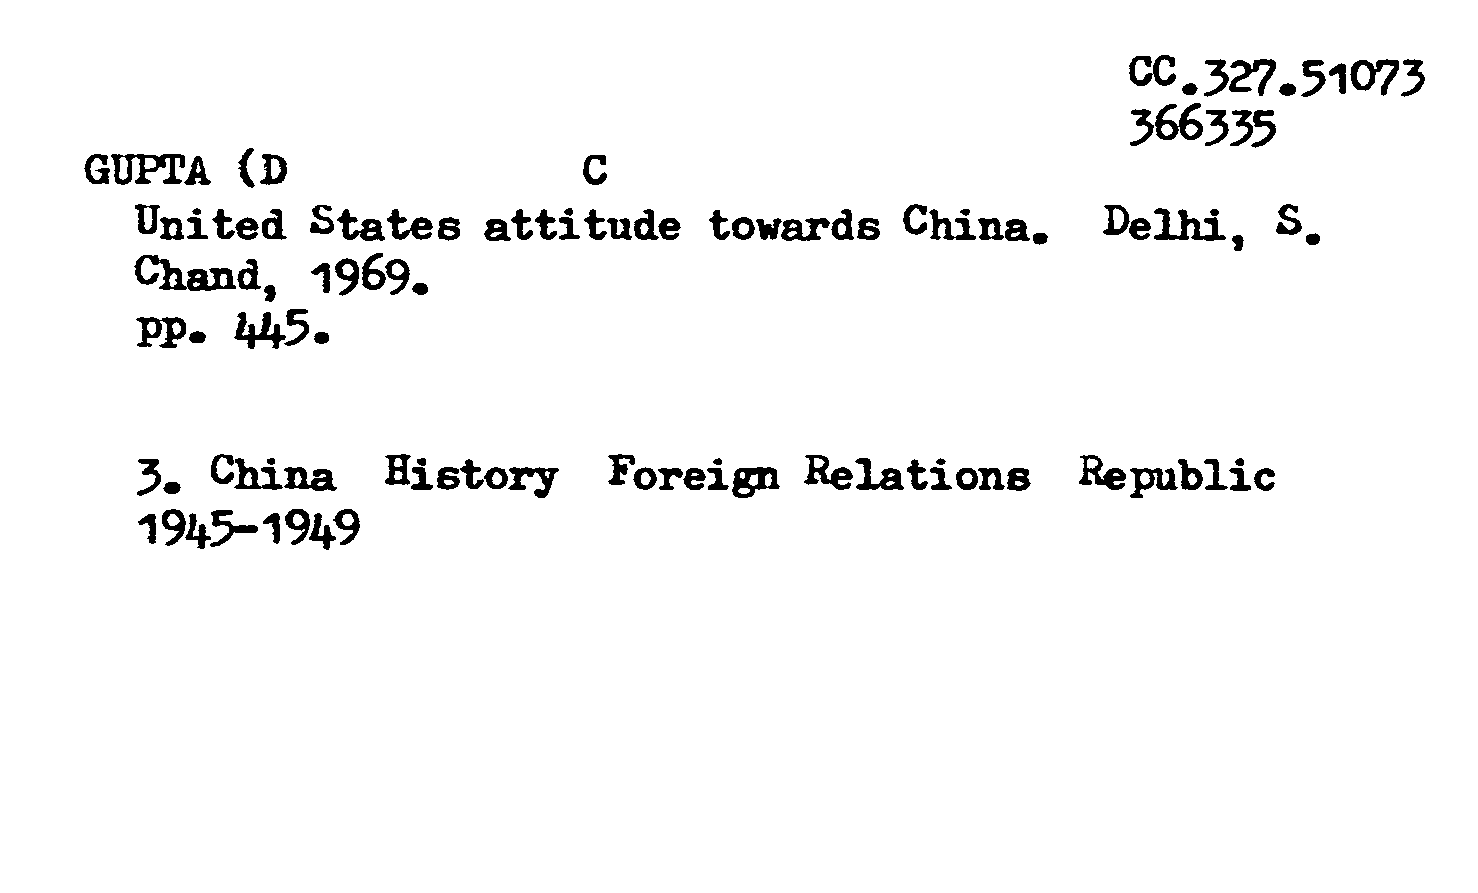 CC.327.51073
366335
GUPTA (D C
United States attitude towards China. Delhi, S.
Chand, 1969.
pp. 445.
3. China History Foreign Relations Republic
1945-1949